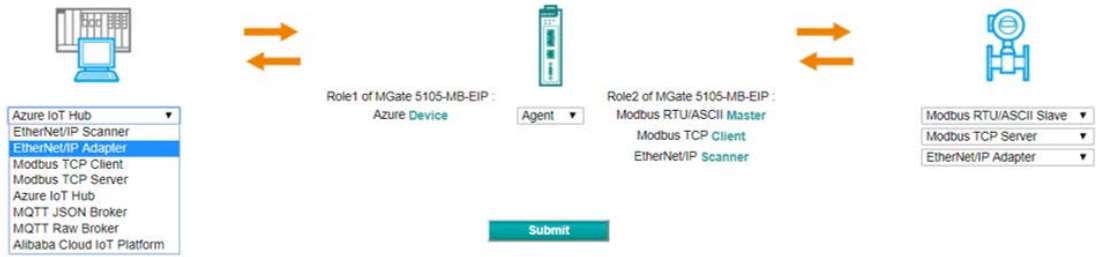 Role1 of MGate 5105-MB-EIP :
Role2 of MGate 5105-MB-EIP :
Azure IoT Hub
Azure Device
Agent
Modbus RTU/ASCII Master
Modbus RTU/ASCII Slave
EtherNet/IP Scanner
EtherNet/IP Adapter
Modbus TCP Client
Modbus TCP Server
Modbus TCP Client
Modbus TCP Server
EtherNet/IP Scanner
EtherNet/IP Adapter
Azure IoT Hub
MQTT JSON Broker
MQTT Raw Broker
Alibaba Cloud IoT Platform
Submit